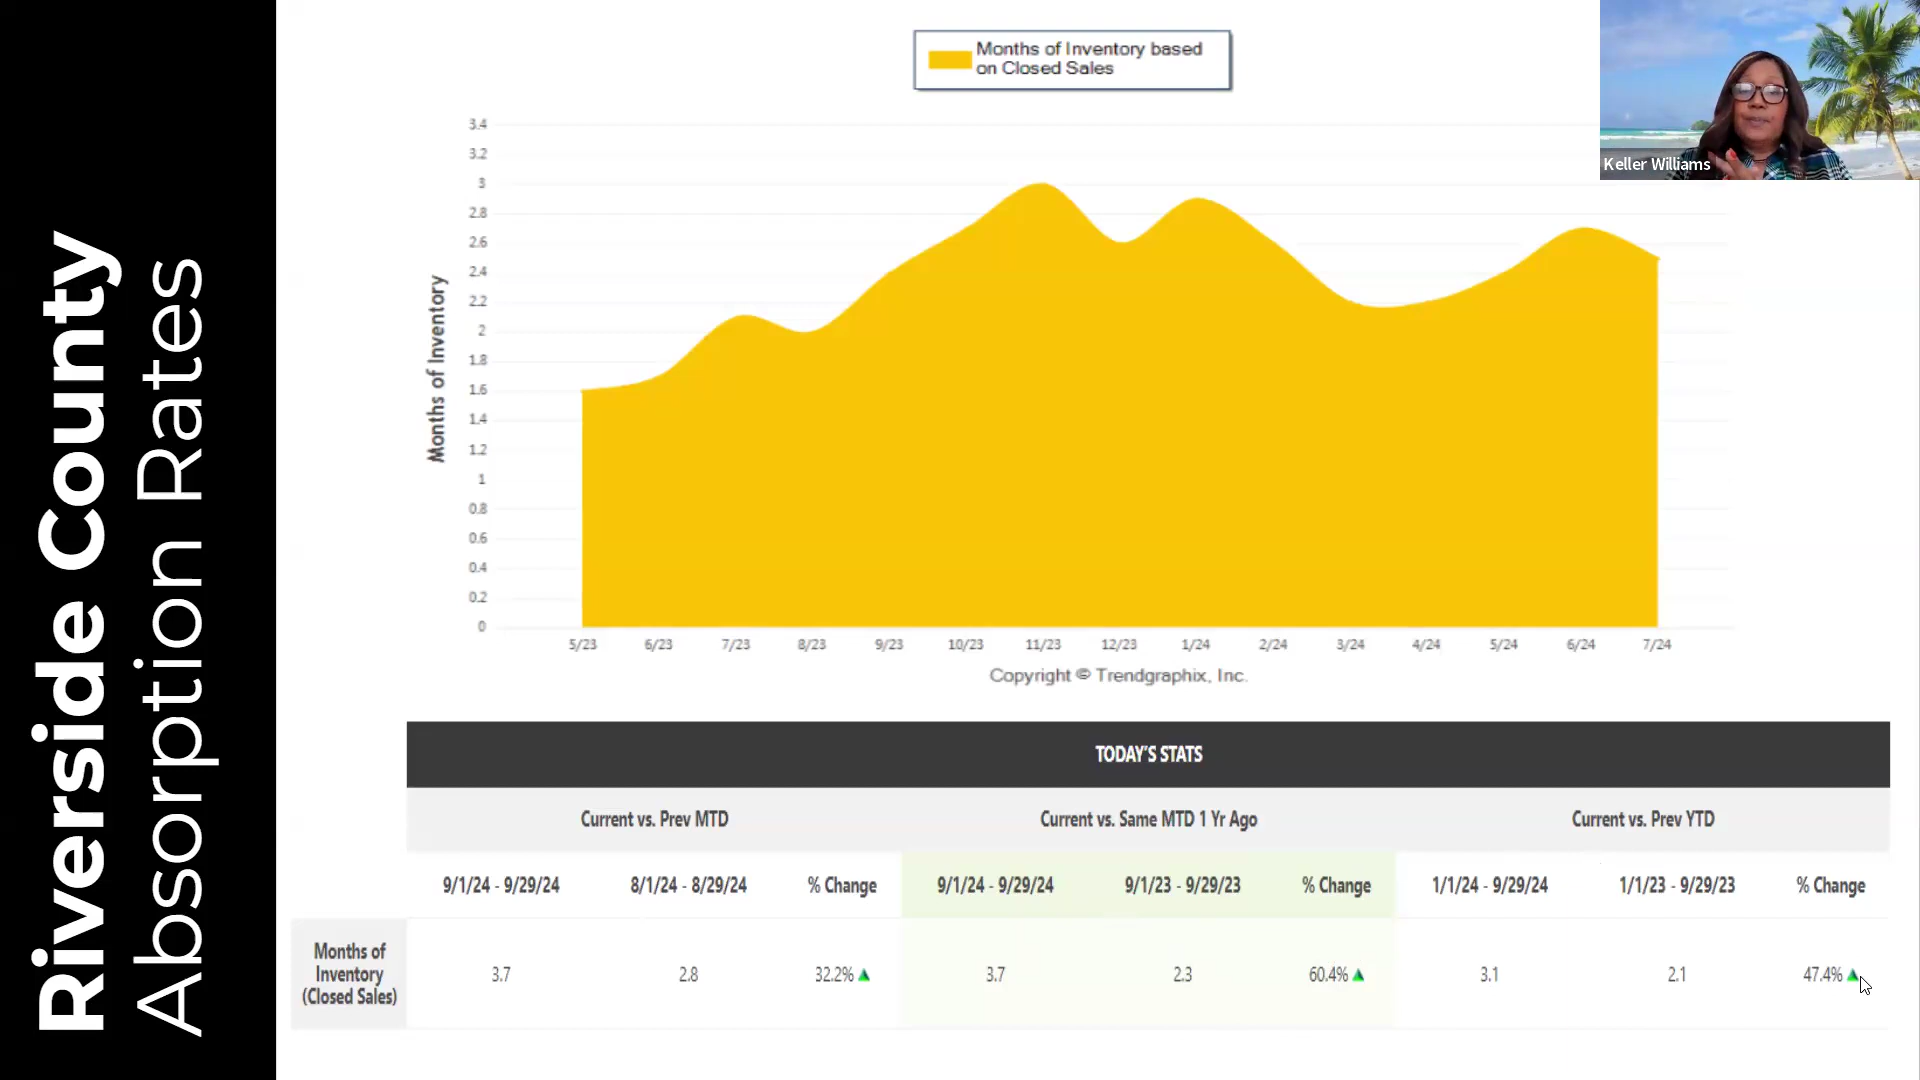 Riverside County
Absorption Rates
Months of Inventory based
on Closed Sales
Keller Williams
Months of Inventory
3.4
3.2
3
2.8
2.6
2.4
2.2
2
1.8
1.6
1.4
1.2
1
0.8
0.6
0.4
0.2
0
5/23 6/23 7/23 8/23 9/23 10/23 11/23 12/23 1/24 2/24 3/24 4/24 5/24 6/24 7/24
Copyright © Trendgraphix, Inc.
TODAY'S STATS
Current vs. Prev MTD Current vs. Same MTD 1 Yr Ago Current vs. Prev YTD
9/1/24 - 9/29/24 8/1/24 - 8/29/24 % Change 9/1/24 - 9/29/24 9/1/23 - 9/29/23 % Change 1/1/24 - 9/29/24 1/1/23 - 9/29/23 % Change
Months of
Inventory
(Closed Sales)
3.7 2.8 32.2% 3.7 2.3 60.4% 3.1 2.1 47.4%